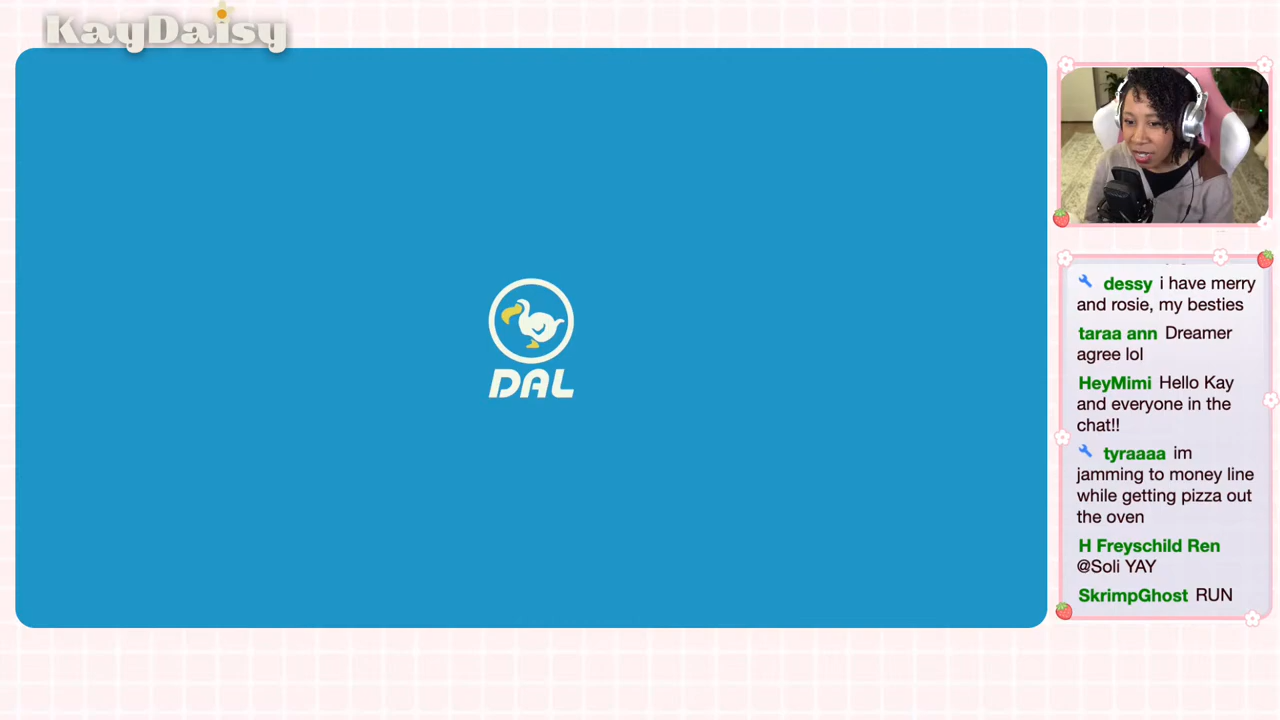 KayDaisy
DAL
dessy i have merry
and rosie, my besties
taraa ann Dreamer
agree lol
HeyMimi Hello Kay
and everyone in the
chat!!
tyraaaa im
jamming to money line
while getting pizza out
the oven
H Freyschild Ren
@Soli YAY
SkrimpGhost RUN